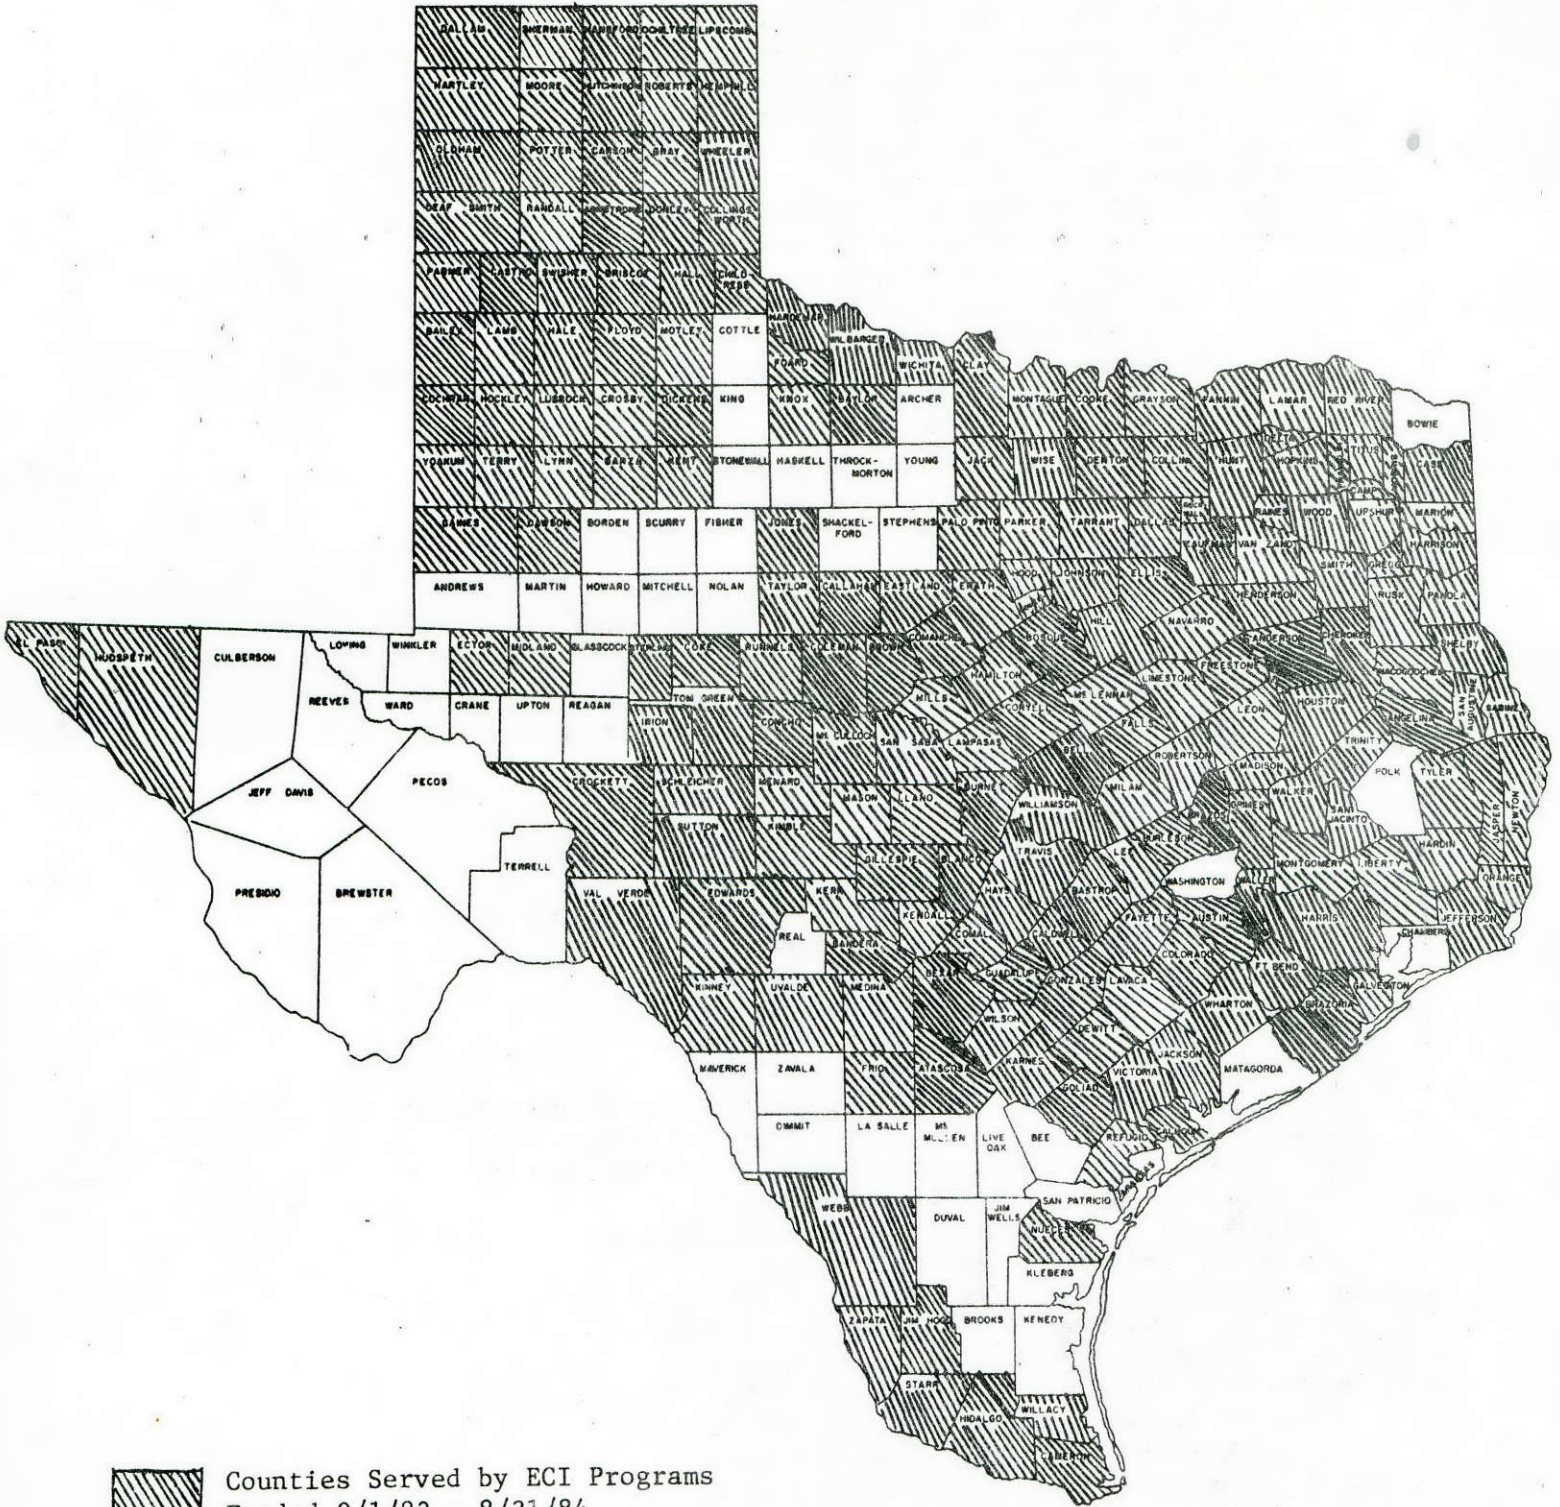 DALLAM SHERMAN HANSFORD OCHILTREE LIPSCOMB
HARTLEY MOORE HUTCHINSON ROBERTS HEMPHILL
OLDHAM POTTER CARSON GRAY WHEELER
DEAF SMITH RANDALL ARMSTRONG DONLEY COLLINGS-
WORTH
PARMER CASTRO SWISHER BRISCOE HALL CHILD-
RESS
BAILEY LAMB HALE FLOYD MOTLEY COTTLE HARDEMAN
FOARD WILBARGER WICHITA CLAY
COCHRAN HOCKLEY LUBBOCK CROSBY DICKENS KING KNOX BAYLOR ARCHER MONTAGUE COOKE GRAYSON FANNIN LAMAR RED RIVER
BOWIE
YOAKUM TERRY LYNN GARZA KENT STONEWALL HASKELL THROCK- YOUNG JACK WISE DENTON COLLIN HUNT DELTA HOPKINS TITUS CASS
MORTON CAMP
GAINES DAWSON BORDEN SCURRY FISHER JONES SHACKEL- STEPHENS PALO PINTO PARKER TARRANT DALLAS ROCK RAINS WOOD UPSHUR MARION
FORD WALL
KAUFMAN VAN ZANDT HARRISON
ANDREWS MARTIN HOWARD MITCHELL NOLAN TAYLOR CALLAHAN EASTLAND ERATH HOOD JOHNSON ELLIS SMITH GREGG
HENDERSON RUSK PANOLA
EL PASO HUDSPETH CULBERSON LOVING WINKLER ECTOR MIDLAND GLASSCOCK STERLING COKE RUNNELS COLEMAN BROWN COMANCHE BOSQUE HILL NAVARRO ANDERSON CHEROKEE SHELBY
REEVES WARD CRANE UPTON REAGAN TOM GREEN MILLS HAMILTON MC LENNAN LIMESTONE FREESTONE NACOGDOCHES
IRION CONCHO MC CULLOCH SAN SABA LAMPASAS CORYELL FALLS LEON HOUSTON ANGELINA SAN
AUGUSTINE SABINE
BELL ROBERTSON MADISON TRINITY POLK TYLER
JEFF DAVIS PECOS CROCKETT SCHLEICHER MENARD MASON LLANO BURNET WILLIAMSON MILAM BRAZOS GRIMES WALKER SAN
JACINTO JASPER NEWTON
SUTTON KIMBLE GILLESPIE BLANCO TRAVIS LEE BURLESON MONTGOMERY LIBERTY HARDIN
PRESIDIO BREWSTER TERRELL VAL VERDE EDWARDS KERR HAYS BASTROP WASHINGTON WALLER ORANGE
REAL KENDALL COMAL CALDWELL FAYETTE AUSTIN HARRIS JEFFERSON
BANDERA CHAMBERS
KINNEY UVALDE MEDINA BEXAR GUADALUPE GONZALES LAVACA COLORADO FT BEND GALVESTON
WILSON DEWITT WHARTON BRAZORIA
MAVERICK ZAVALA FRIO ATASCOSA KARNES GOLIAD VICTORIA JACKSON MATAGORDA
DIMMIT LA SALLE LIVE
OAK BEE REFUGIO CALHOUN
ARANSAS
WEBB DUVAL JIM
WELLS SAN PATRICIO
NUECES
KLEBERG
ZAPATA JIM HOGG BROOKS KENEDY
STARR HIDALGO WILLACY
CAMERON
Counties Served by ECI Programs